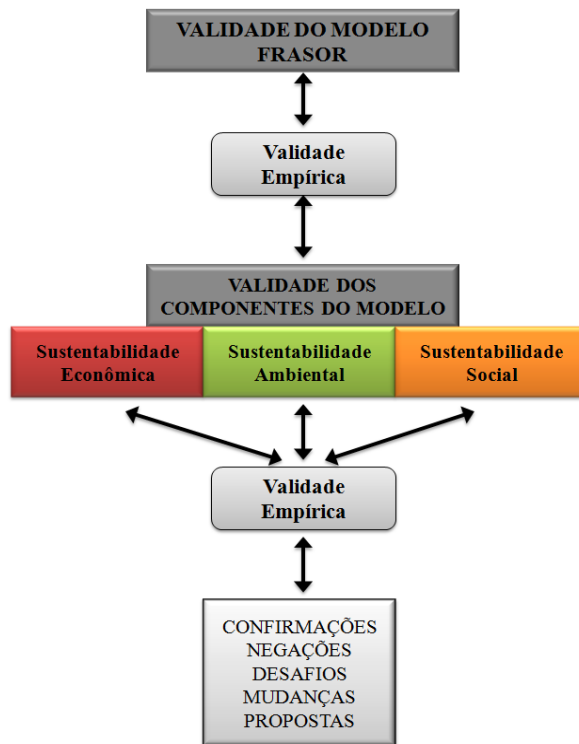 VALIDADE DO MODELO
FRASOR
Validade
Empírica
VALIDADE DOS
COMPONENTES DO MODELO
Sustentabilidade
Econômica
Sustentabilidade
Ambiental
Sustentabilidade
Social
Validade
Empírica
CONFIRMAÇÕES
NEGAÇÕES
DESAFIOS
MUDANÇAS
PROPOSTAS